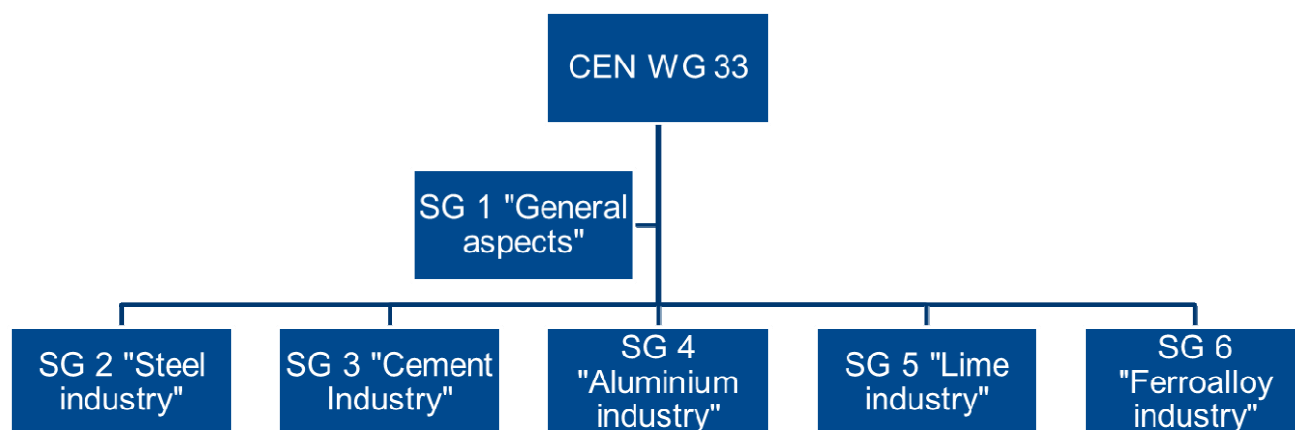 CEN WG 33
SG 1 "General
aspects"
SG 2 "Steel
industry"
SG 3 "Cement
Industry"
SG 4
"Aluminium
industry"
SG 5 "Lime
industry"
SG 6
"Ferroalloy
industry"